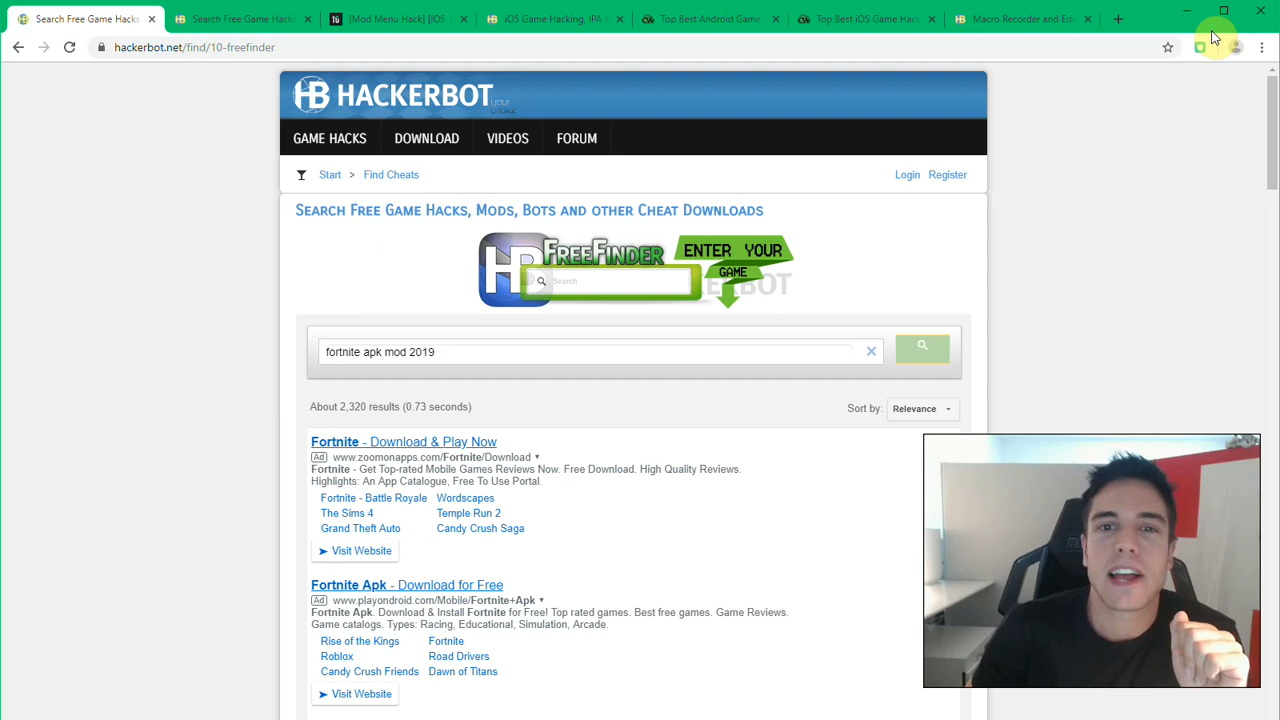 Search Free Game Hacks
Search Free Game Hacks
[Mod Menu Hack] [IOS
iOS Game Hacking, IPA
Top Best Android Game
Top Best iOS Game Hack
Macro Recorder and Edi
hackerbot.net/find/10-freefinder
HB HACKERBOT
your choice
GAME HACKS
DOWNLOAD
VIDEOS
FORUM
Start > Find Cheats
Login Register
Search Free Game Hacks, Mods, Bots and other Cheat Downloads
HB FreeFinder
ENTER YOUR
GAME
Search
fortnite apk mod 2019
About 2,320 results (0.73 seconds)
Sort by: Relevance
Fortnite - Download & Play Now
Ad www.zoomonapps.com/Fortnite/Download
Fortnite - Get Top-rated Mobile Games Reviews Now. Free Download. High Quality Reviews.
Highlights: An App Catalogue, Free To Use Portal.
Fortnite - Battle Royale Wordscapes
The Sims 4 Temple Run 2
Grand Theft Auto Candy Crush Saga
Visit Website
Fortnite Apk - Download for Free
Ad www.playondroid.com/Mobile/Fortnite+Apk
Fortnite Apk. Download & Install Fortnite for Free! Top rated games. Best free games. Game Reviews.
Game catalogs. Types: Racing, Educational, Simulation, Arcade.
Rise of the Kings Fortnite
Roblox Road Drivers
Candy Crush Friends Dawn of Titans
Visit Website